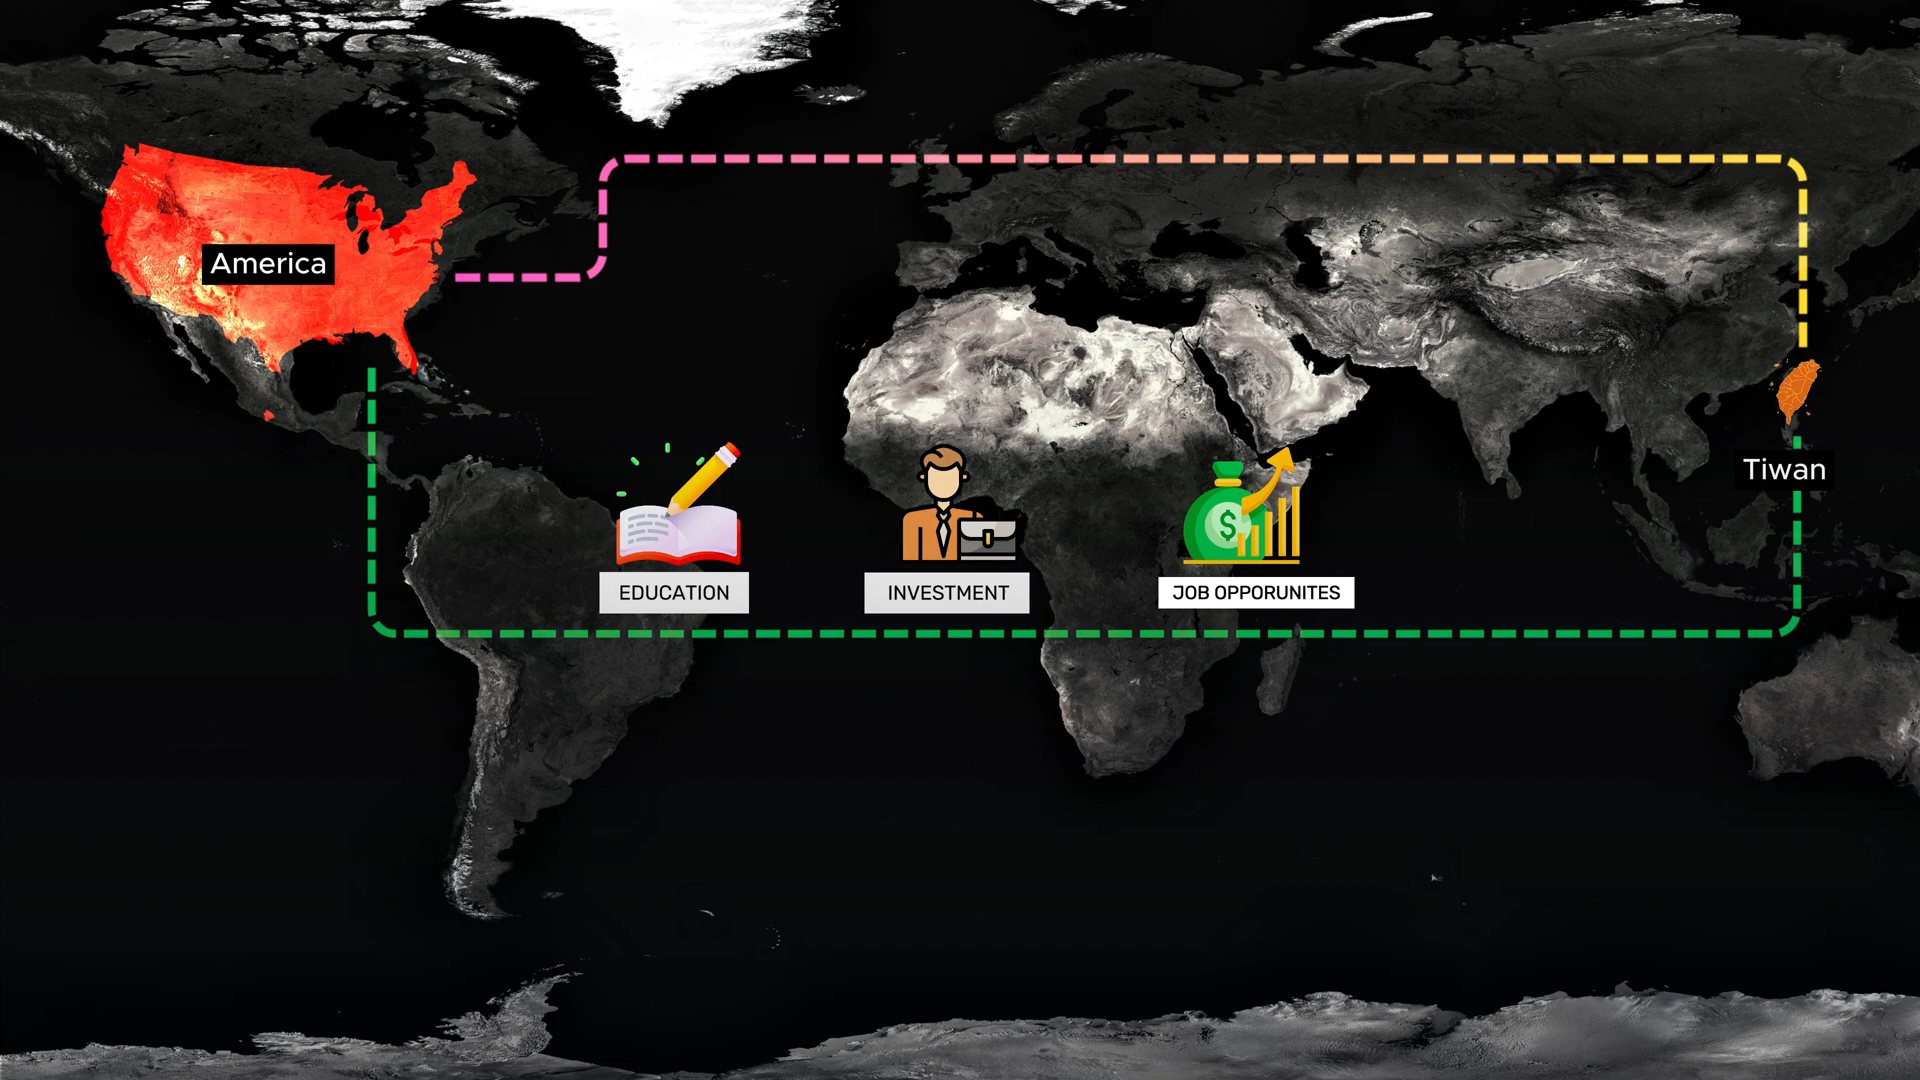 America
Tiwan
$
EDUCATION
INVESTMENT
JOB OPPORUNITES